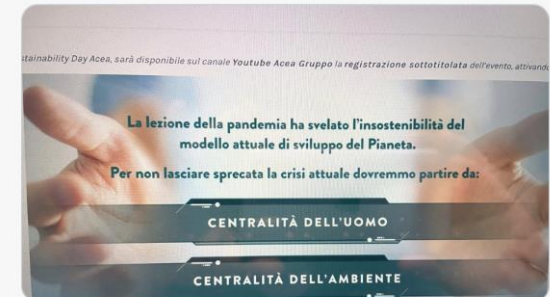 stainability Day Acea, sarà disponibile sul canale Youtube Acea Gruppo la registrazione sottotitolata dell'evento, attivando
La lezione della pandemia ha svelato l'insostenibilità del
modello attuale di sviluppo del Pianeta.
Per non lasciare sprecata la crisi attuale dovremmo partire da:
CENTRALITÀ DELL'UOMO
CENTRALITÀ DELL'AMBIENTE